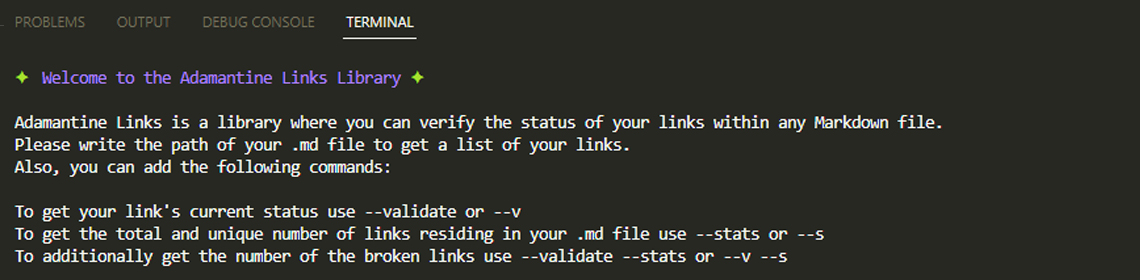 PROBLEMS OUTPUT DEBUG CONSOLE TERMINAL
✦ Welcome to the Adamantine Links Library ✦
Adamantine Links is a library where you can verify the status of your links within any Markdown file.
Please write the path of your .md file to get a list of your links.
Also, you can add the following commands:
To get your link's current status use --validate or --v
To get the total and unique number of links residing in your .md file use --stats or --s
To additionally get the number of the broken links use --validate --stats or --v --s